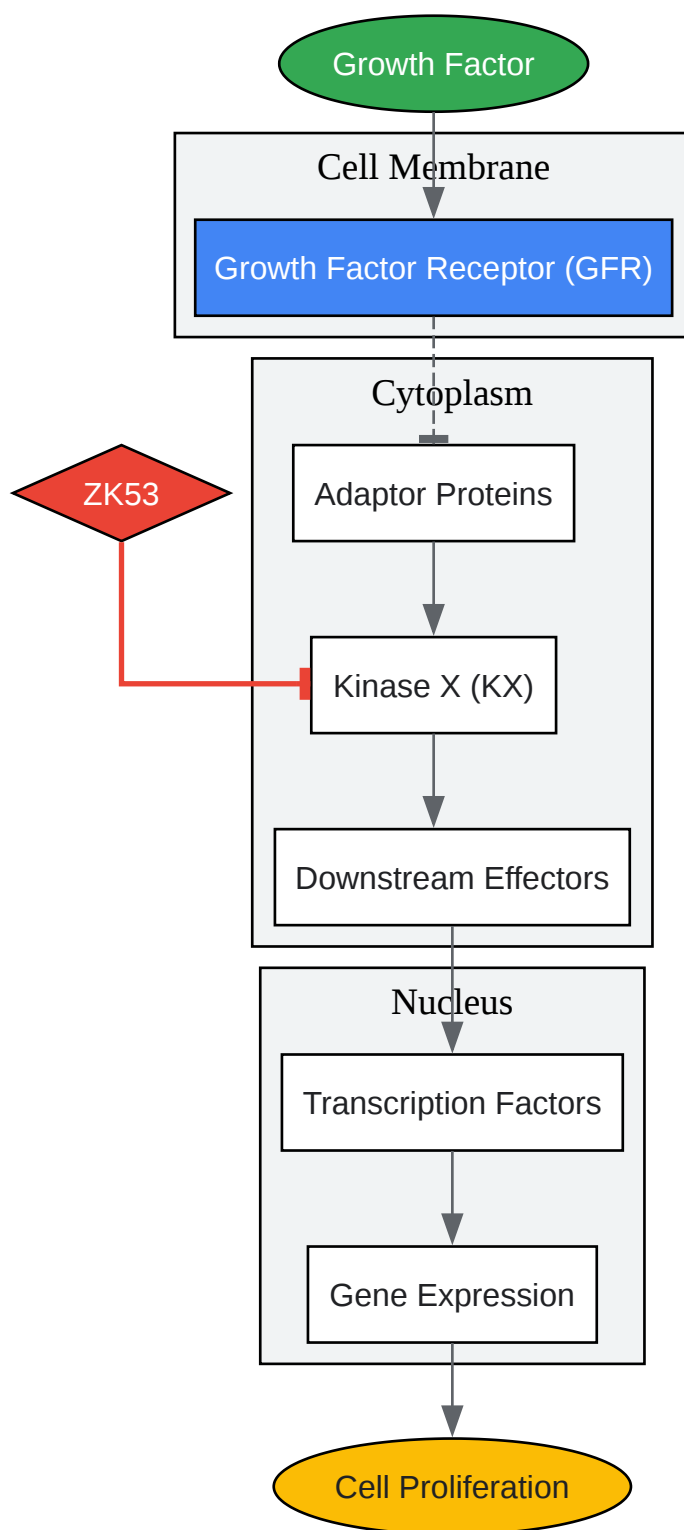 Growth Factor
Cell Membrane
Growth Factor Receptor (GFR)
Cytoplasm
ZK53
Adaptor Proteins
Kinase X (KX)
Downstream Effectors
Nucleus
Transcription Factors
Gene Expression
Cell Proliferation